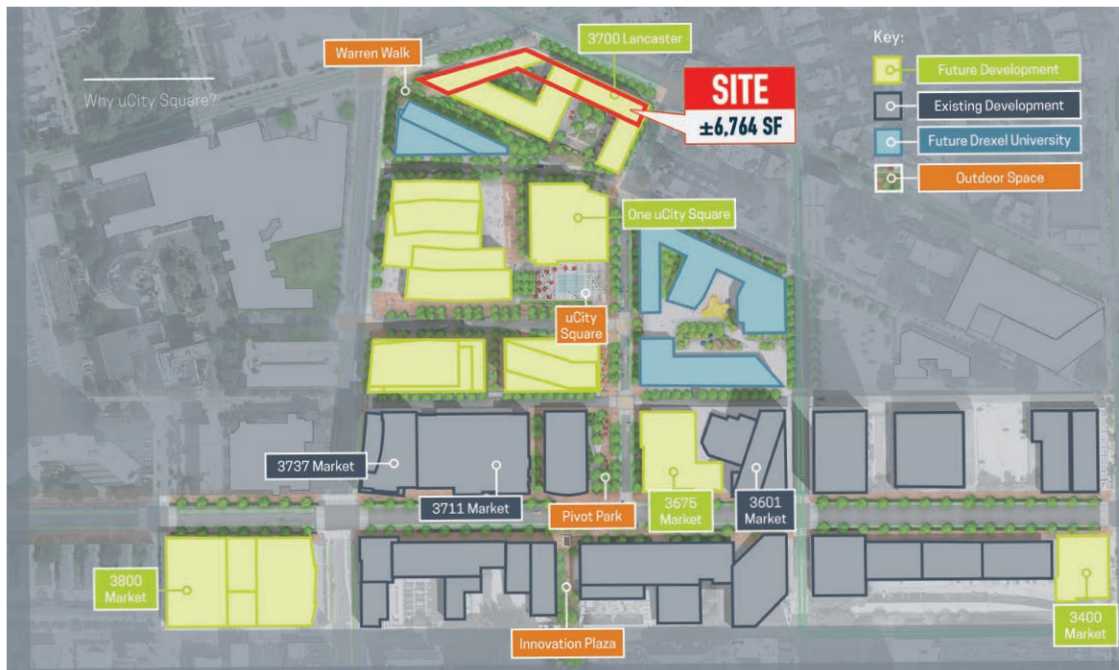 Why uCity Square?
Warren Walk
3700 Lancaster
SITE
±6,764 SF
Key:
Future Development
Existing Development
Future Drexel University
Outdoor Space
One uCity Square
uCity
Square
3737 Market
3711 Market
Pivot Park
3675
Market
3601
Market
3800
Market
Innovation Plaza
3400
Market